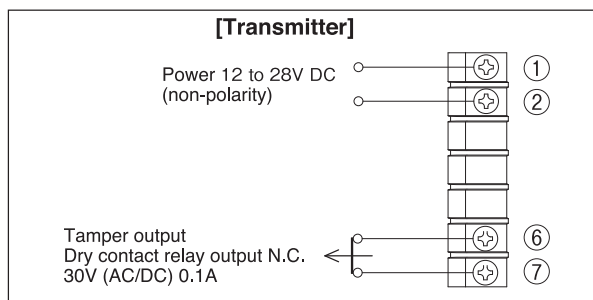 [Transmitter]
Power 12 to 28V DC
(non-polarity)
①
②
Tamper output
Dry contact relay output N.C.
30V (AC/DC) 0.1A
⑥
⑦